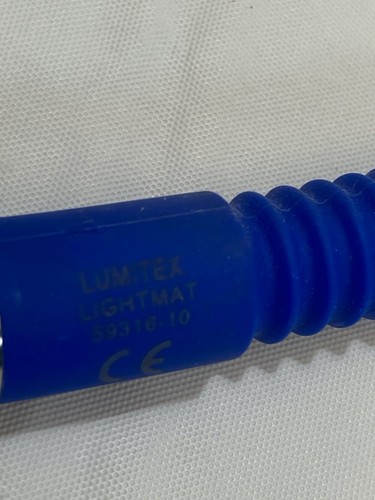 LUMITEX
LIGHTMAT
59316-10
CE